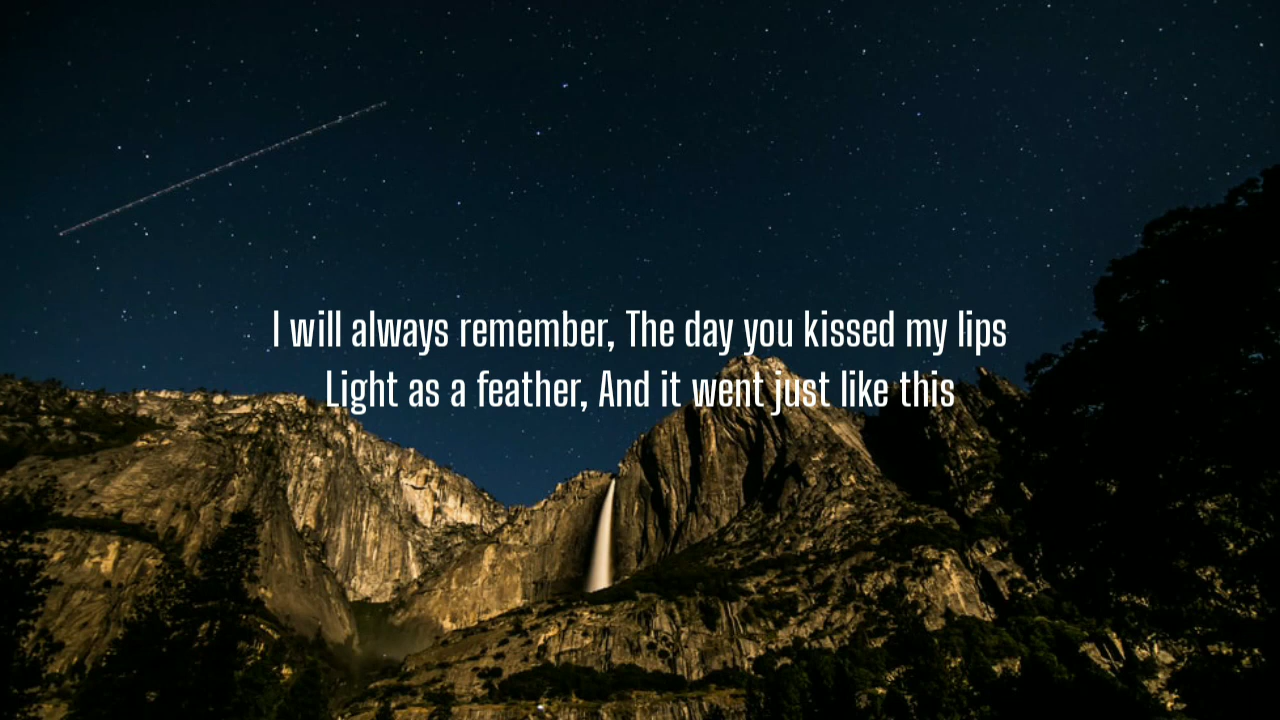 I will always remember, The day you kissed my lips
Light as a feather, And it went just like this